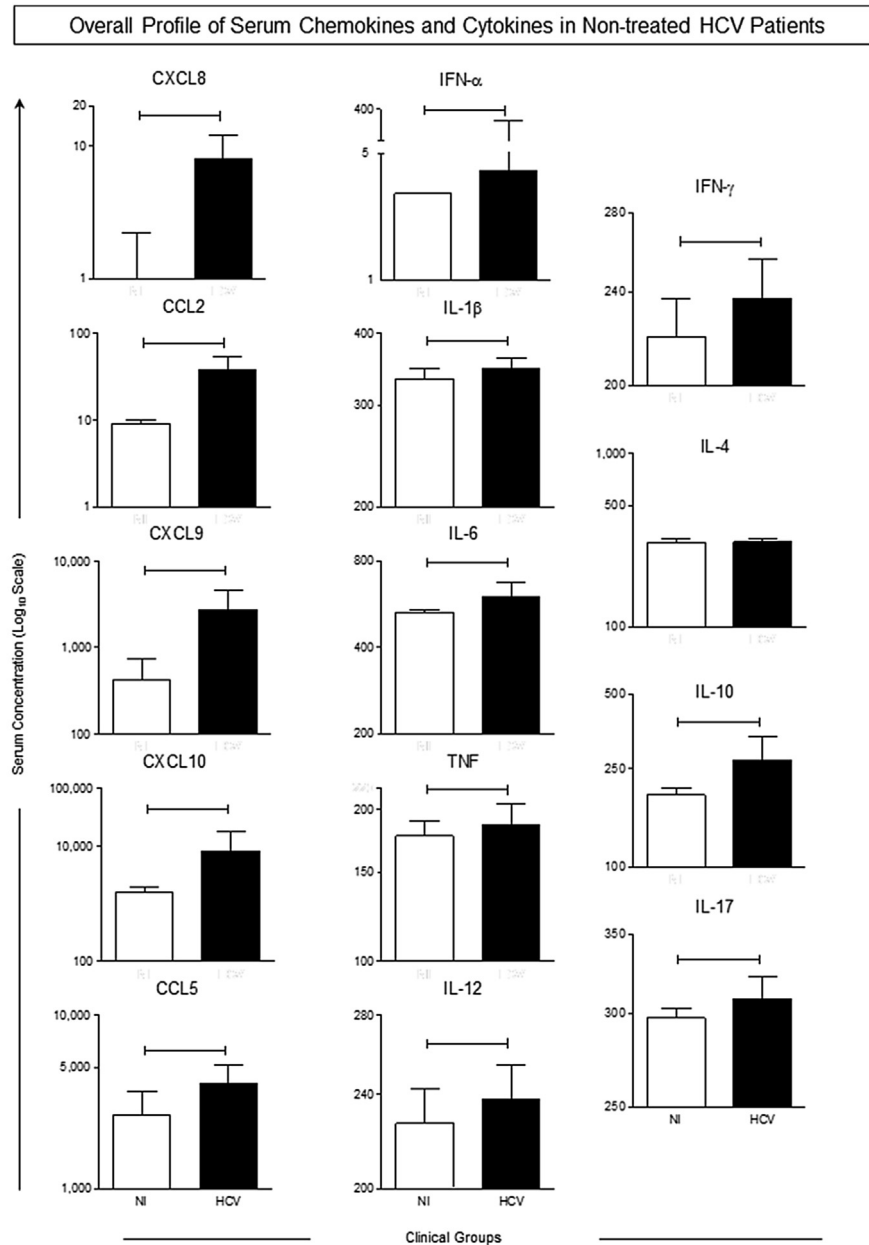 Overall Profile of Serum Chemokines and Cytokines in Non-treated HCV Patients
Serum Concentration (Log₁₀ Scale)
CXCL8
20
10
1
CCL2
100
10
1
CXCL9
10,000
1,000
100
CXCL10
100,000
10,000
100
CCL5
10,000
5,000
1,000
NI HCV
IFN-α
400
5
1
IL-1β
400
300
200
IL-6
800
400
200
TNF
200
150
100
IL-12
280
240
200
NI HCV
IFN-γ
280
240
200
IL-4
1,000
500
100
IL-10
500
250
100
IL-17
350
300
250
NI HCV
Clinical Groups